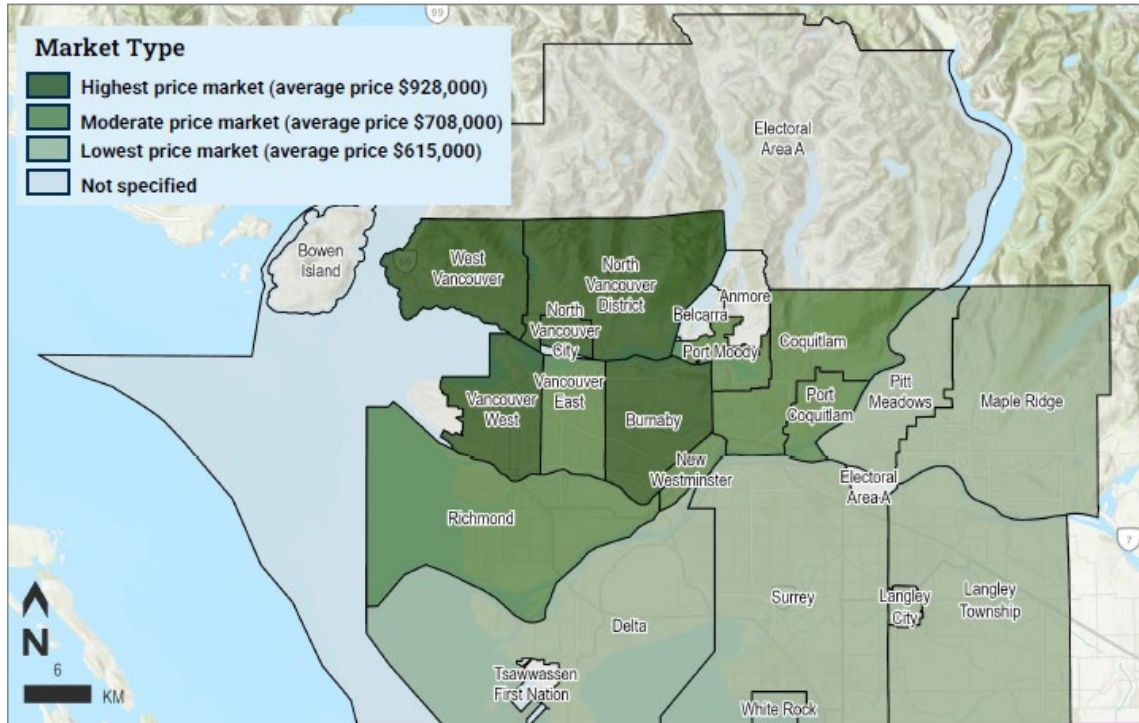 99
Market Type
Highest price market (average price $928,000)
Moderate price market (average price $708,000)
Lowest price market (average price $615,000)
Not specified
Electoral
Area A
Bowen
Island
99
West
Vancouver
North
Vancouver
District
North
Vancouver
City
Belcarra
Anmore
Port Moody
Coquitlam
Port
Coquitlam
Pitt
Meadows
Maple Ridge
Vancouver
West
Vancouver
East
Burnaby
New
Westminster
Electoral
Area A
Richmond
7
Delta
Surrey
Langley
City
Langley
Township
Tsawwassen
First Nation
White Rock
N
6
KM